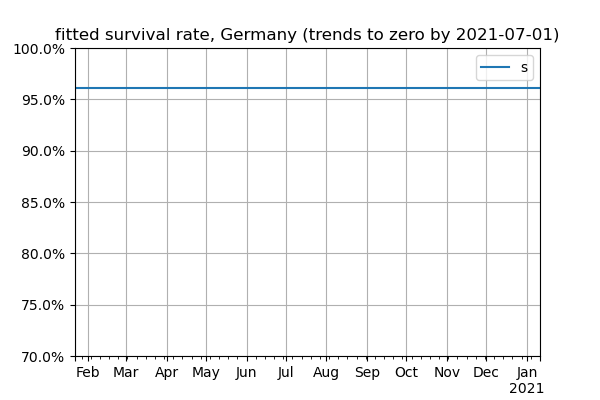 fitted survival rate, Germany (trends to zero by 2021-07-01)
100.0%
s
95.0%
90.0%
85.0%
80.0%
75.0%
70.0%
Feb Mar Apr May Jun Jul Aug Sep Oct Nov Dec Jan
2021